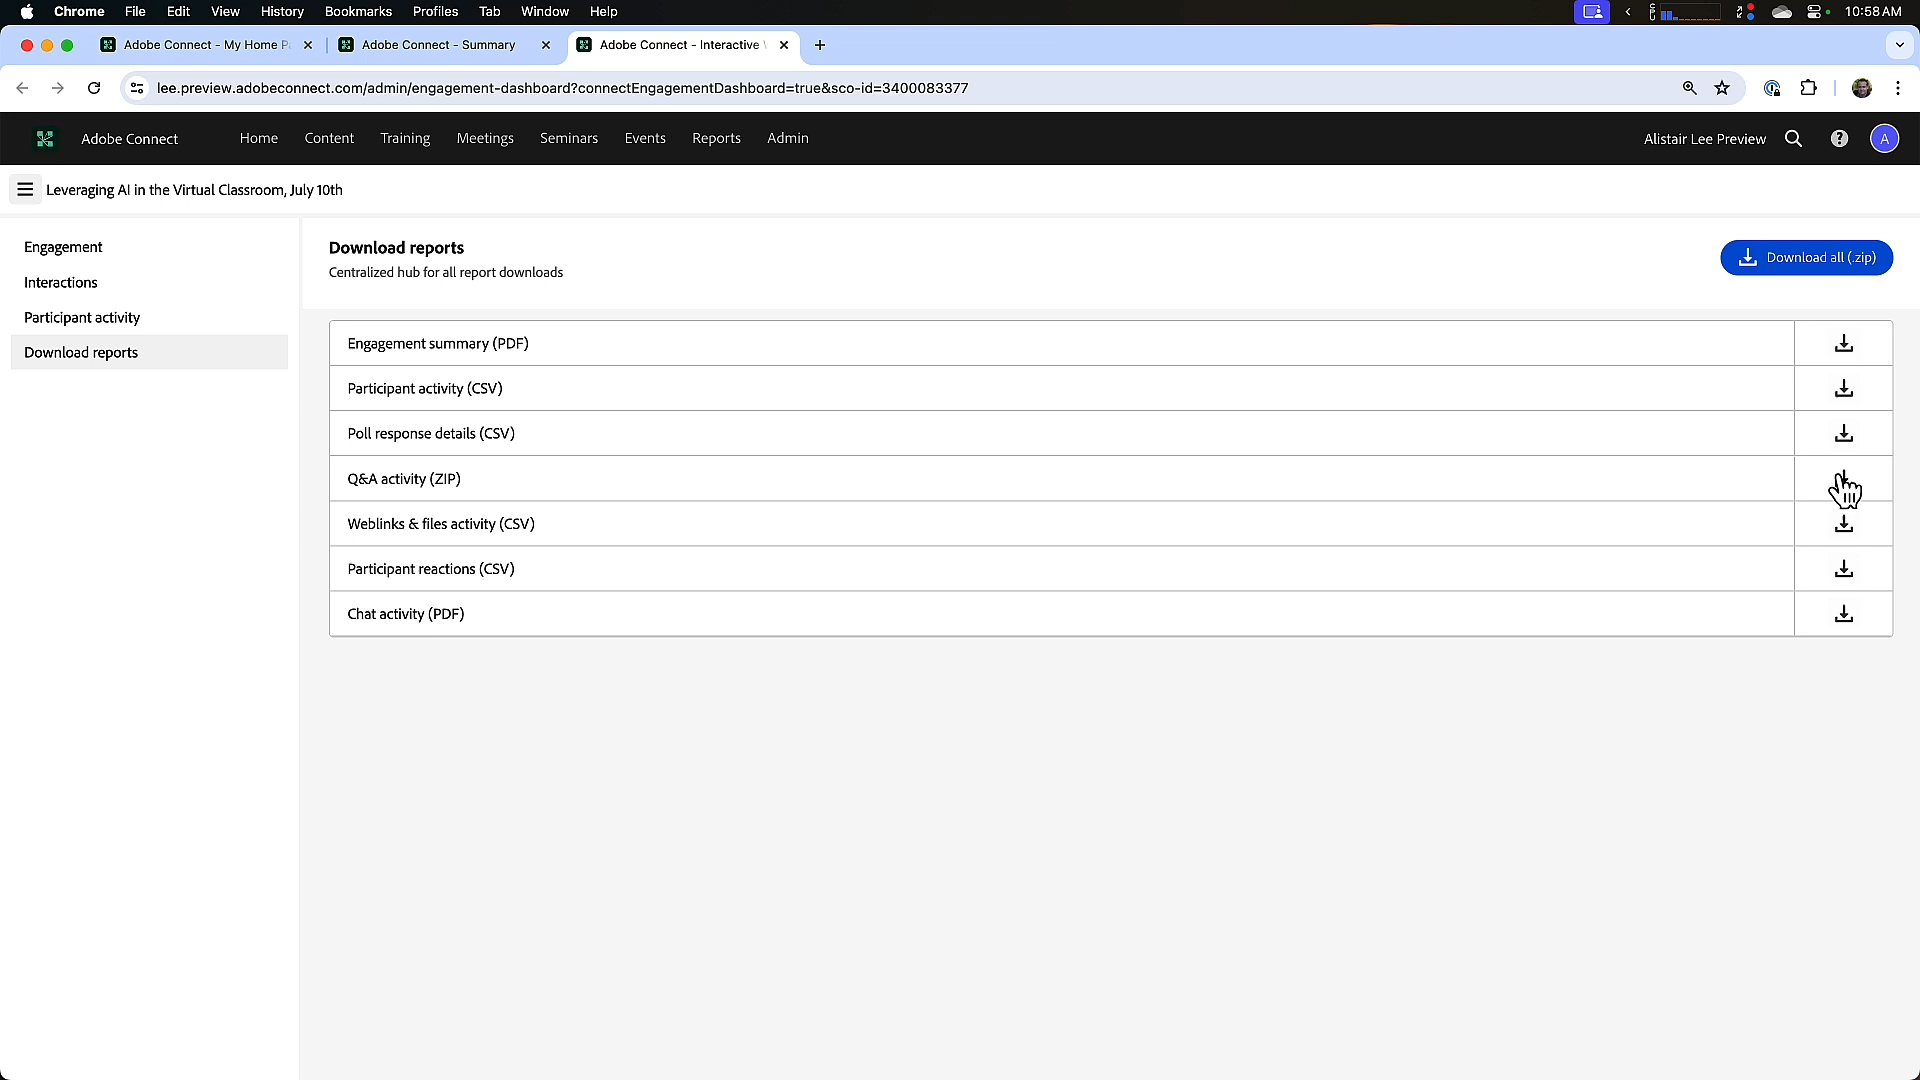 Chrome File Edit View History Bookmarks Profiles Tab Window Help 10:58 AM
Adobe Connect - My Home P Adobe Connect - Summary Adobe Connect - Interactive
lee.preview.adobeconnect.com/admin/engagement-dashboard?connectEngagementDashboard=true&sco-id=3400083377
Adobe Connect Home Content Training Meetings Seminars Events Reports Admin Alistair Lee Preview A
Leveraging AI in the Virtual Classroom, July 10th
Engagement
Interactions
Participant activity
Download reports
Download reports
Centralized hub for all report downloads
Download all (.zip)
Engagement summary (PDF)
Participant activity (CSV)
Poll response details (CSV)
Q&A activity (ZIP)
Weblinks & files activity (CSV)
Participant reactions (CSV)
Chat activity (PDF)